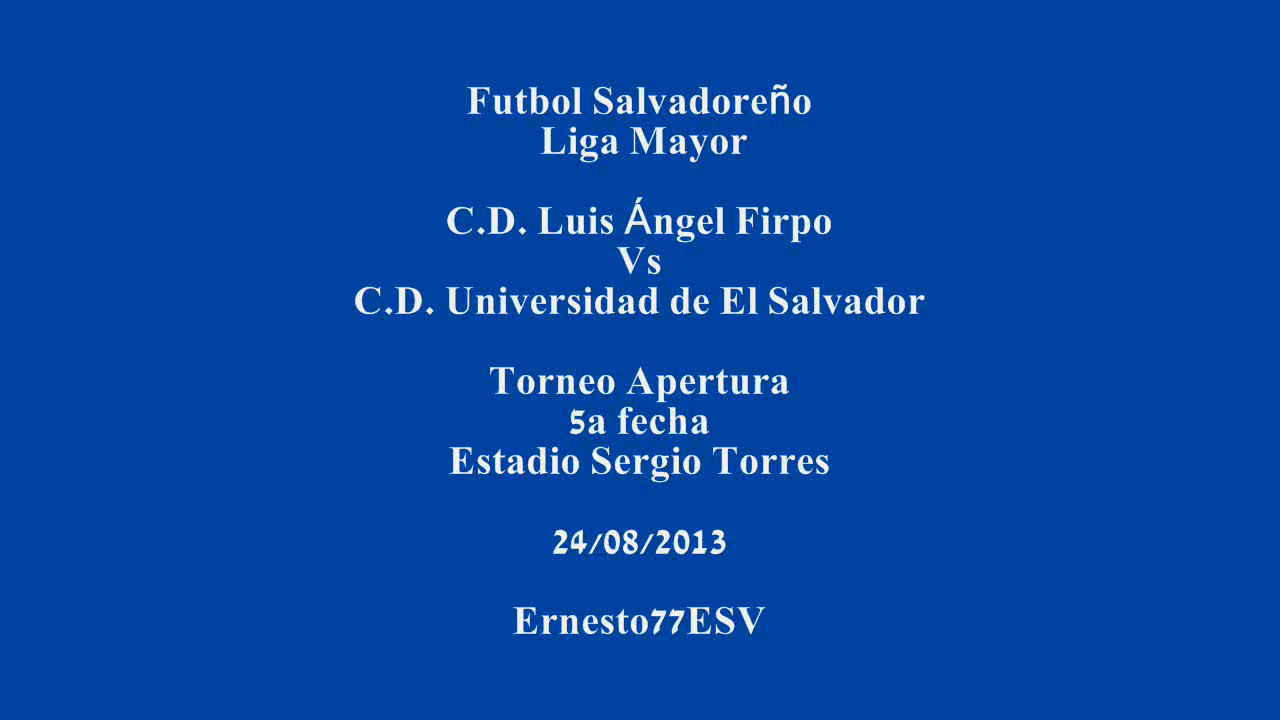 Futbol Salvadoreño
Liga Mayor
C.D. Luis Ángel Firpo
Vs
C.D. Universidad de El Salvador
Torneo Apertura
5a fecha
Estadio Sergio Torres
24/08/2013
Ernesto77ESV